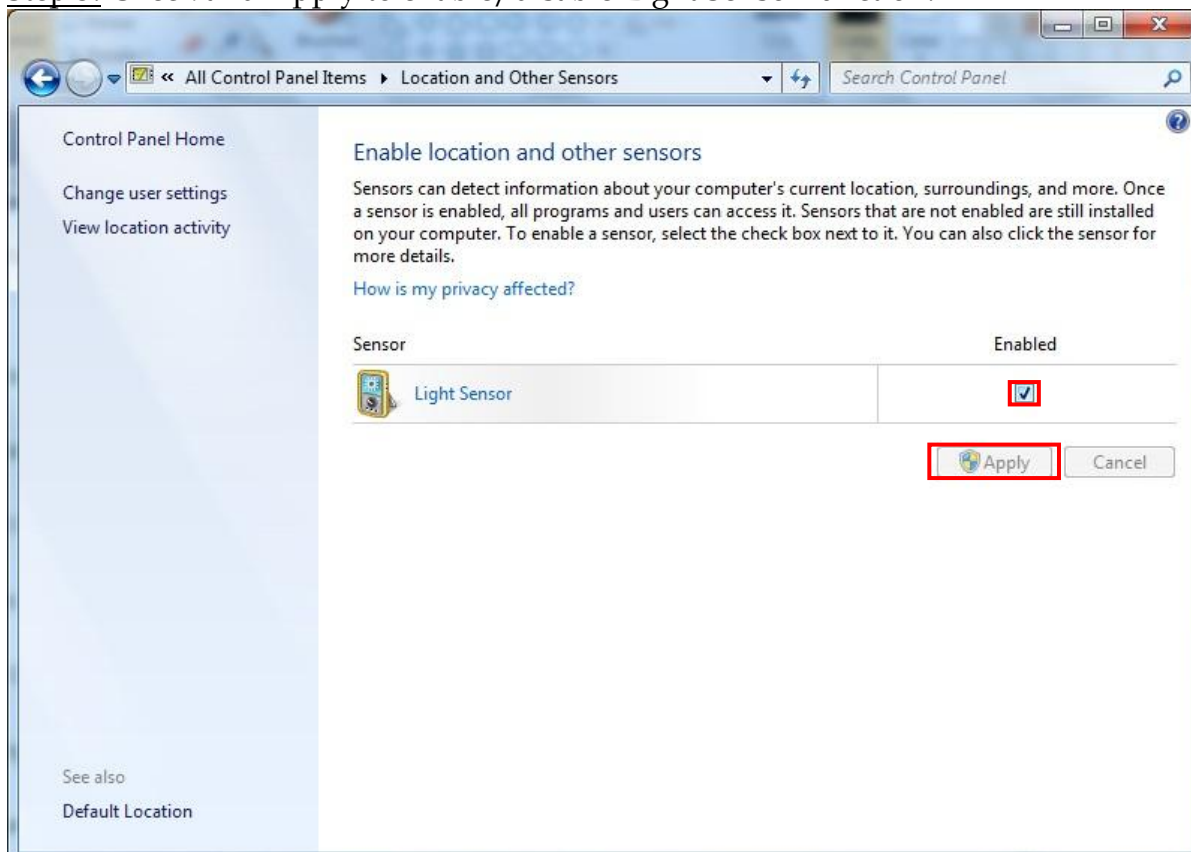 All Control Panel Items ▸ Location and Other Sensors
Search Control Panel
Control Panel Home
Change user settings
View location activity
Enable location and other sensors
Sensors can detect information about your computer's current location, surroundings, and more. Once
a sensor is enabled, all programs and users can access it. Sensors that are not enabled are still installed
on your computer. To enable a sensor, select the check box next to it. You can also click the sensor for
more details.
How is my privacy affected?
Sensor Enabled
Light Sensor
Apply Cancel
See also
Default Location